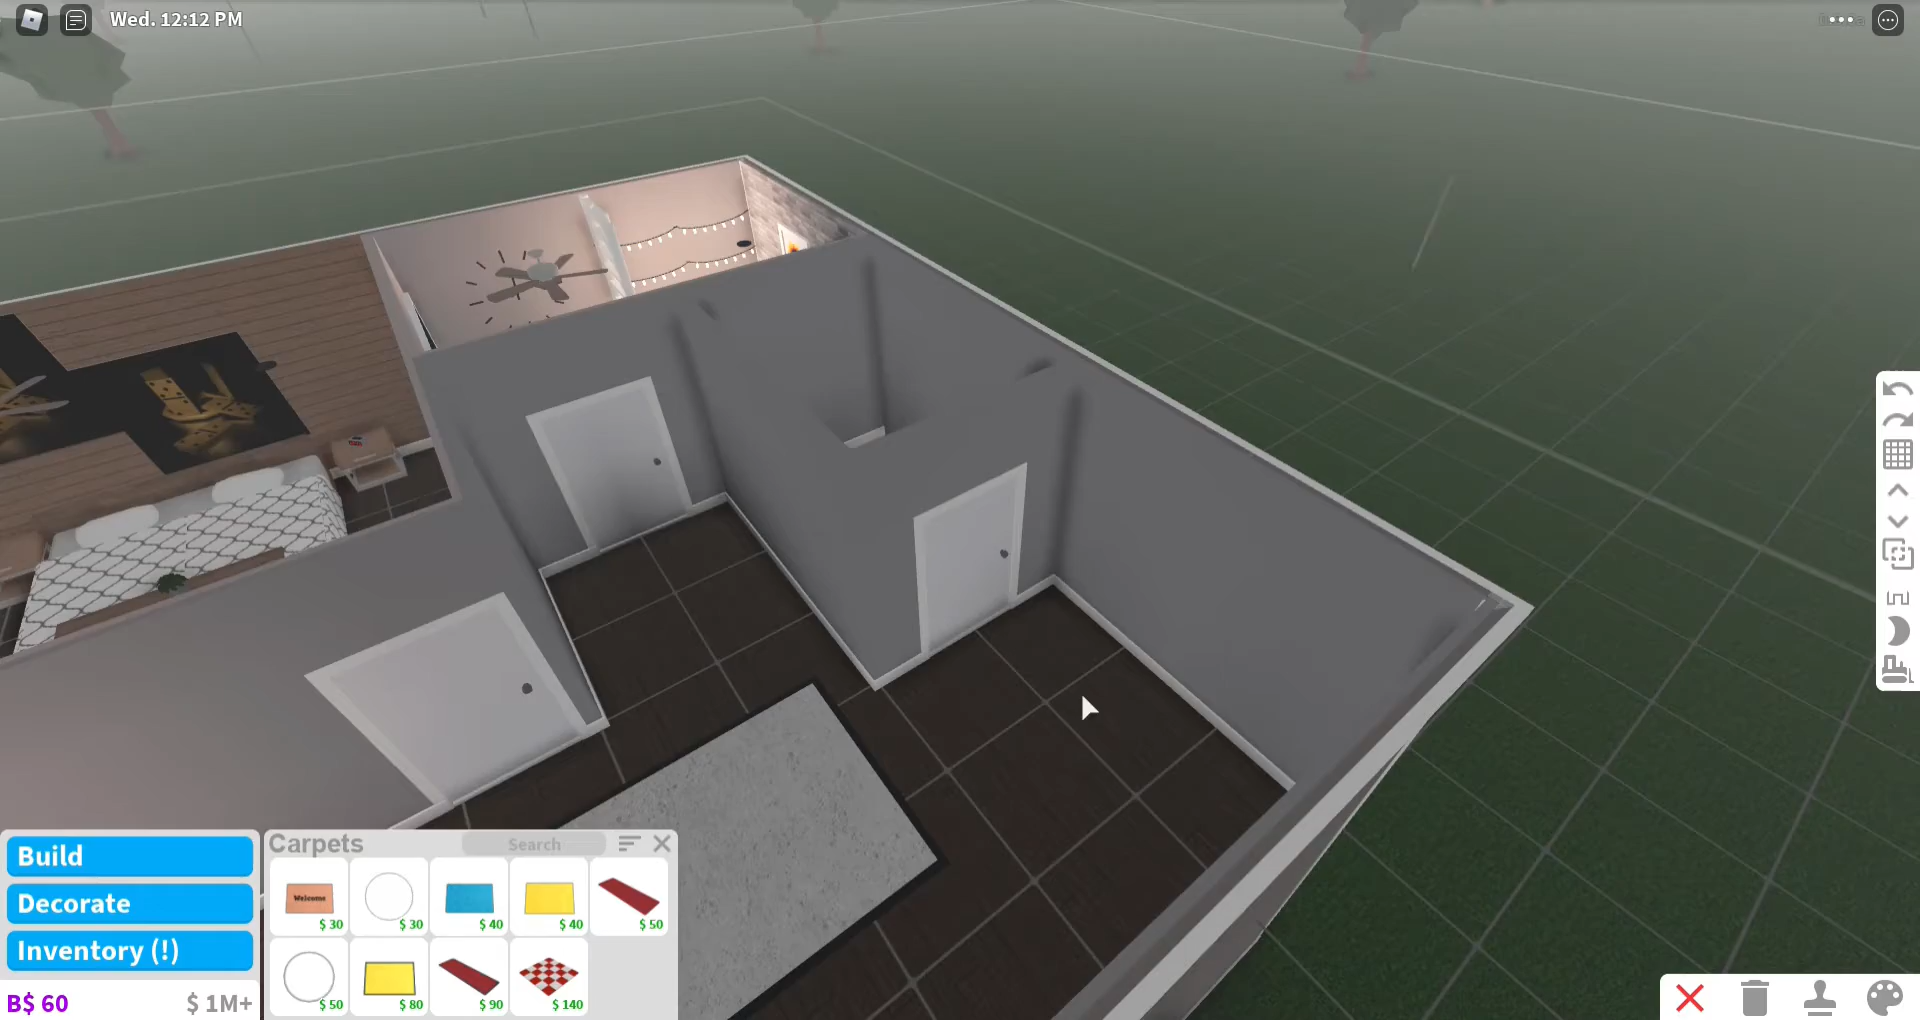 Wed. 12:12 PM
Build
Decorate
Inventory (!)
B$ 60
$ 1M+
Carpets
Search
Welcome
$ 30
$ 30
$ 40
$ 40
$ 50
$ 50
$ 80
$ 90
$ 140